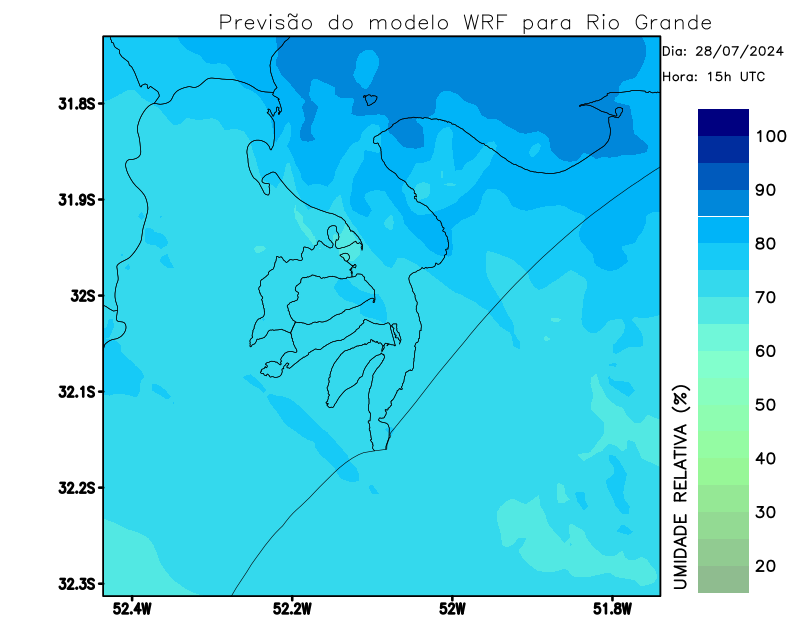 Previsão do modelo WRF para Rio Grande
Dia: 28/07/2024
Hora: 15h UTC
31.8S
31.9S
32S
32.1S
32.2S
32.3S
52.4W
52.2W
52W
51.8W
100
90
80
70
60
50
40
30
20
UMIDADE RELATIVA (%)